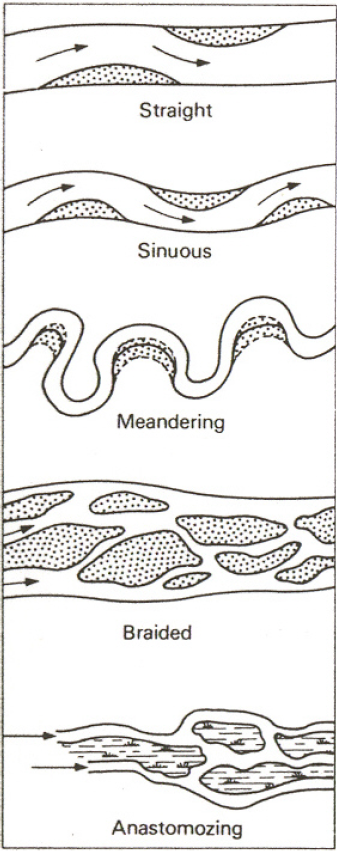 Straight
Sinuous
Meandering
Braided
Anastomozing